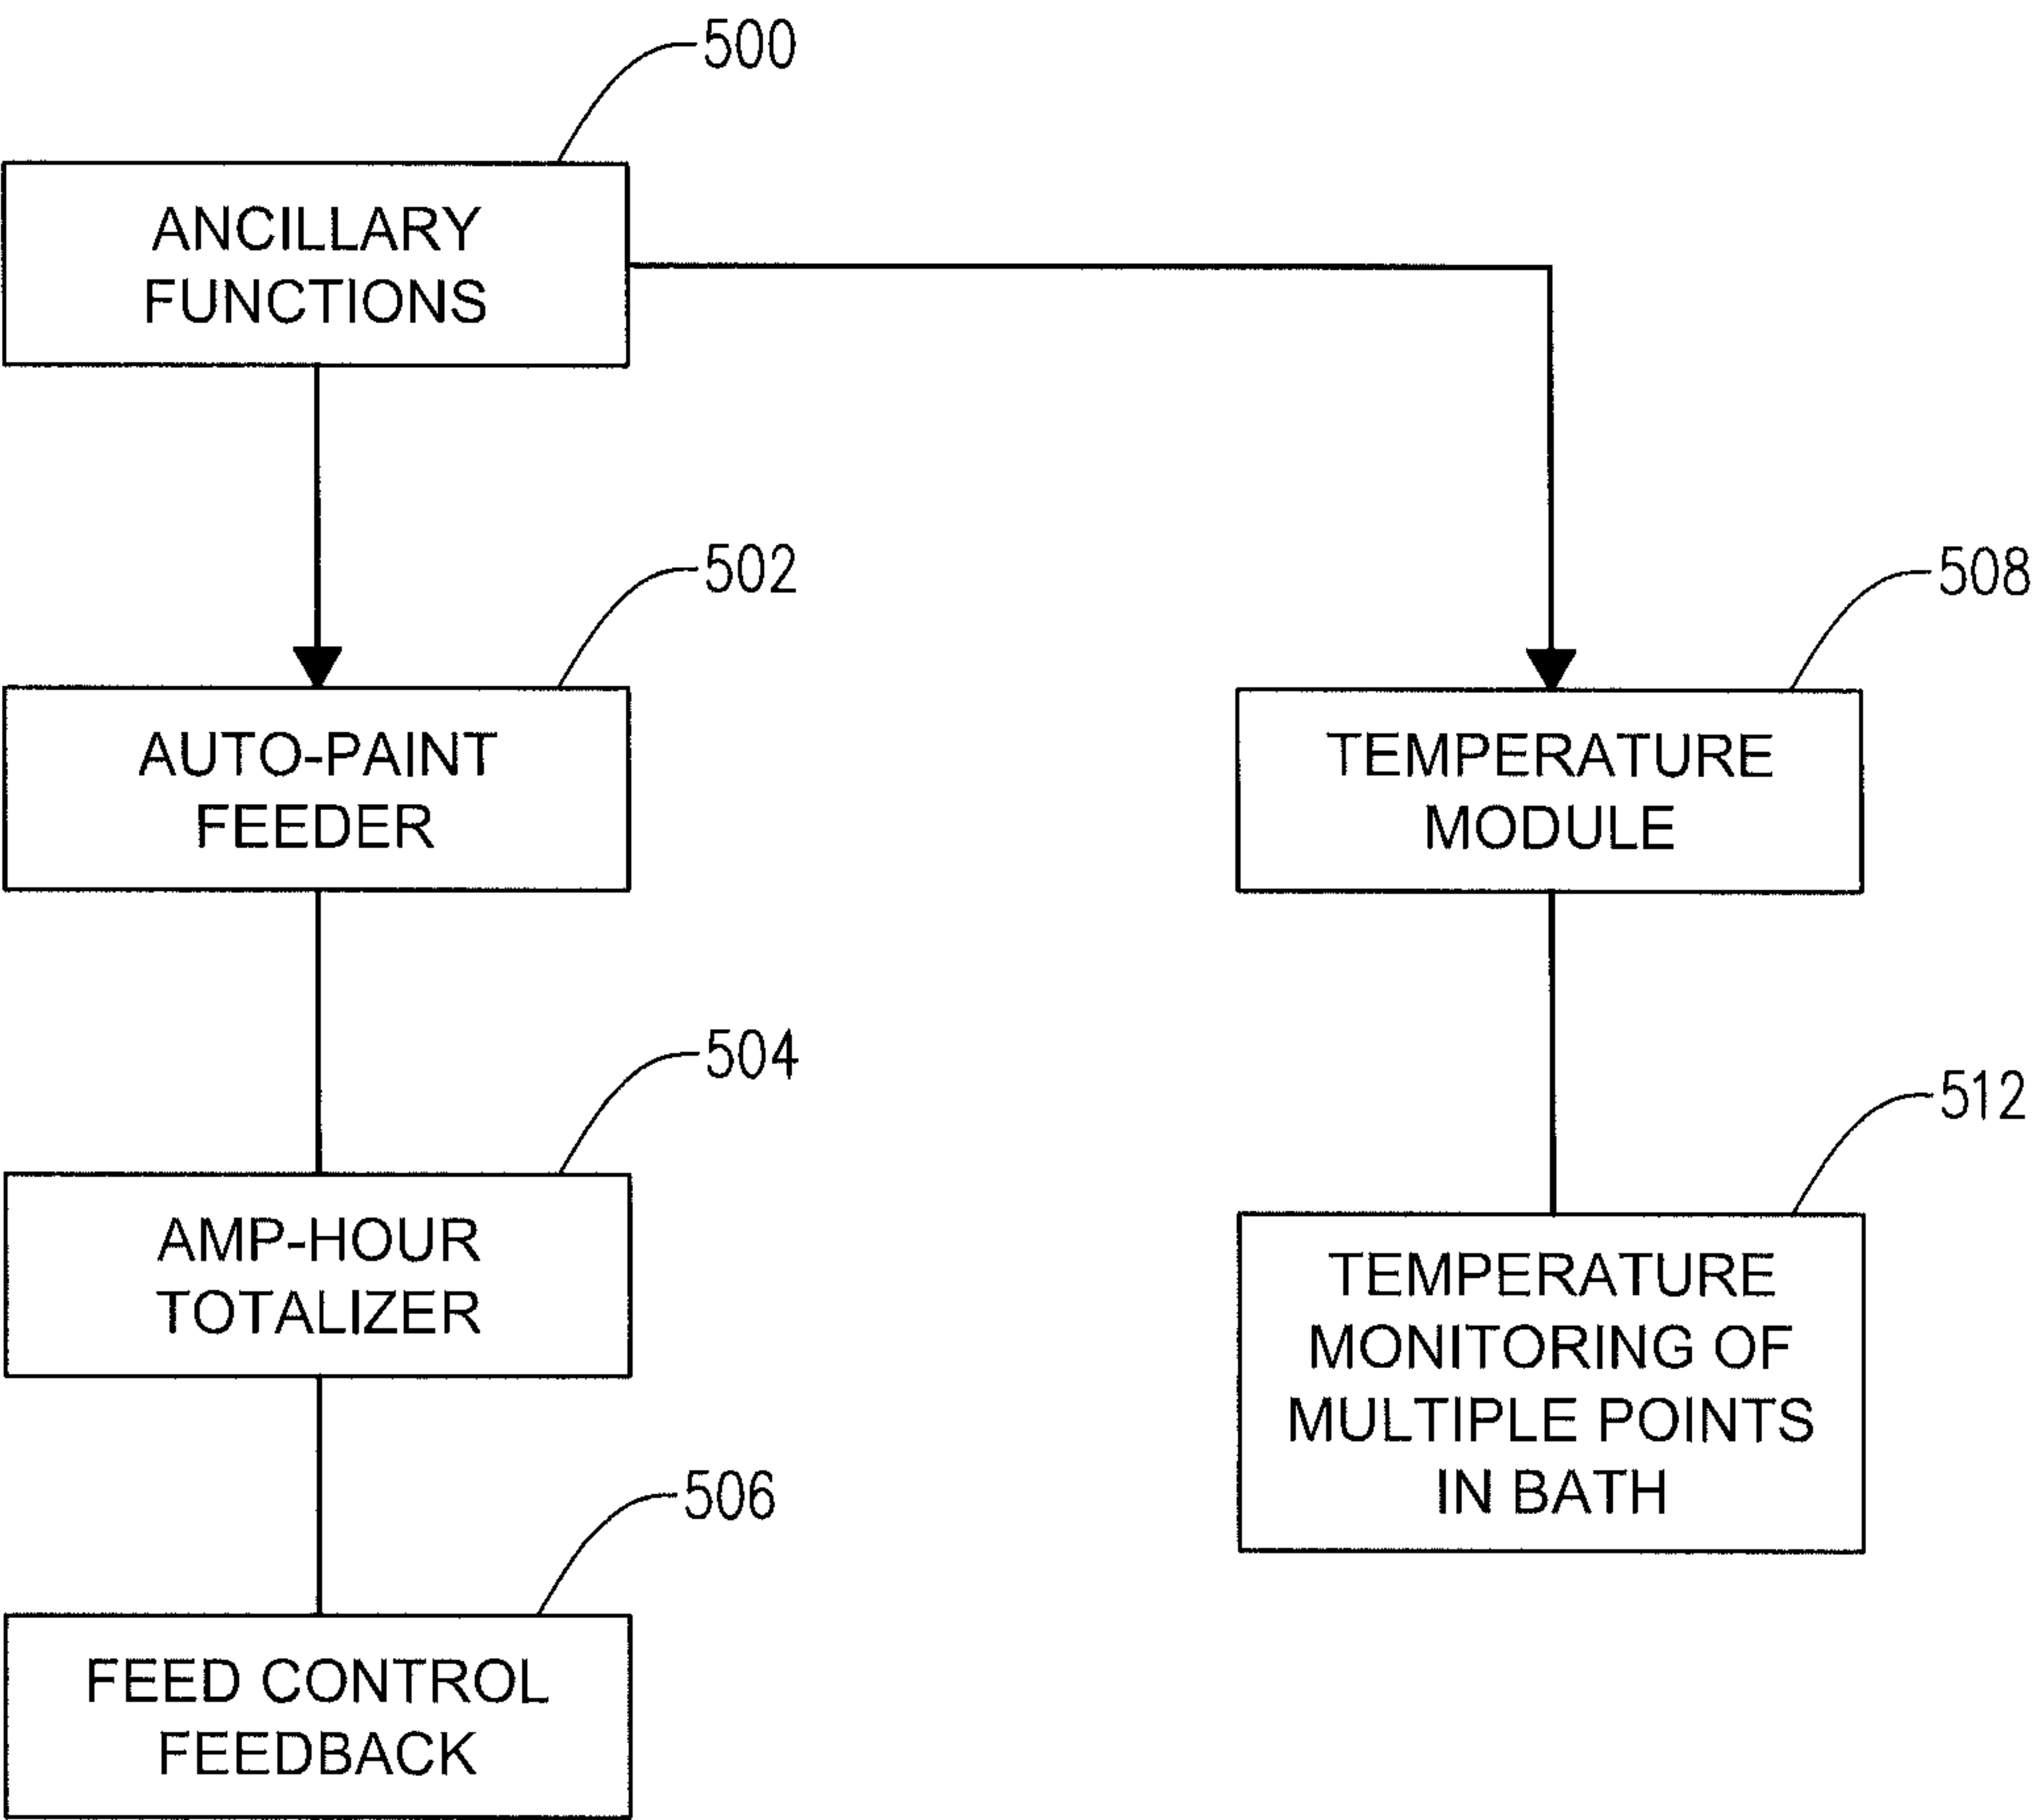 500
ANCILLARY
FUNCTIONS
502
AUTO-PAINT
FEEDER
504
AMP-HOUR
TOTALIZER
506
FEED CONTROL
FEEDBACK
508
TEMPERATURE
MODULE
512
TEMPERATURE
MONITORING OF
MULTIPLE POINTS
IN BATH